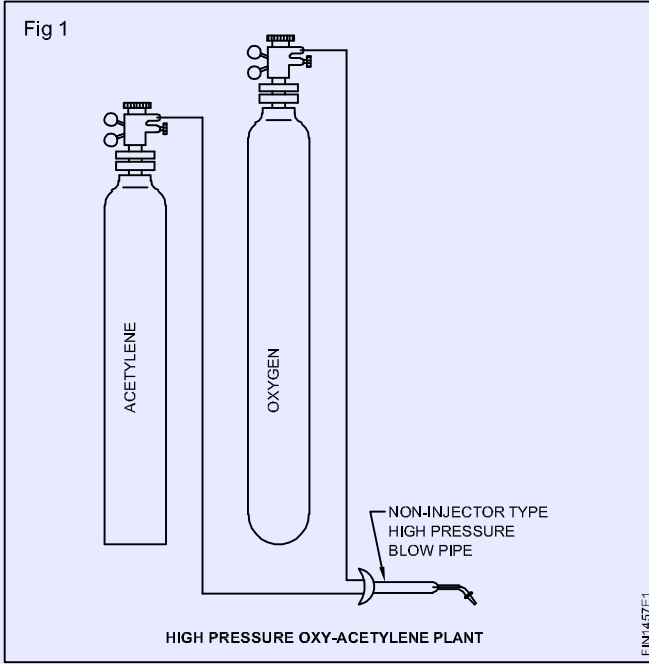 Fig 1
ACETYLENE
OXYGEN
NON-INJECTOR TYPE
HIGH PRESSURE
BLOW PIPE
HIGH PRESSURE OXY-ACETYLENE PLANT
FIN1457F1